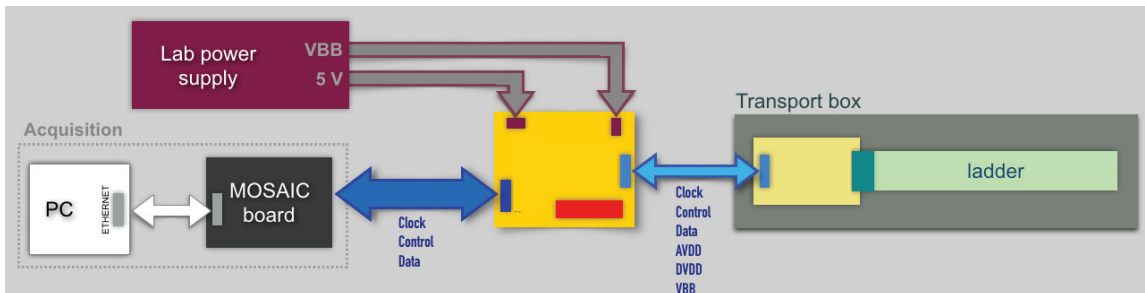 Lab power
supply
VBB
5 V
Acquisition
PC
ETHERNET
MOSAIC
board
Clock
Control
Data
Clock
Control
Data
AVDD
DVDD
VBB
Transport box
ladder